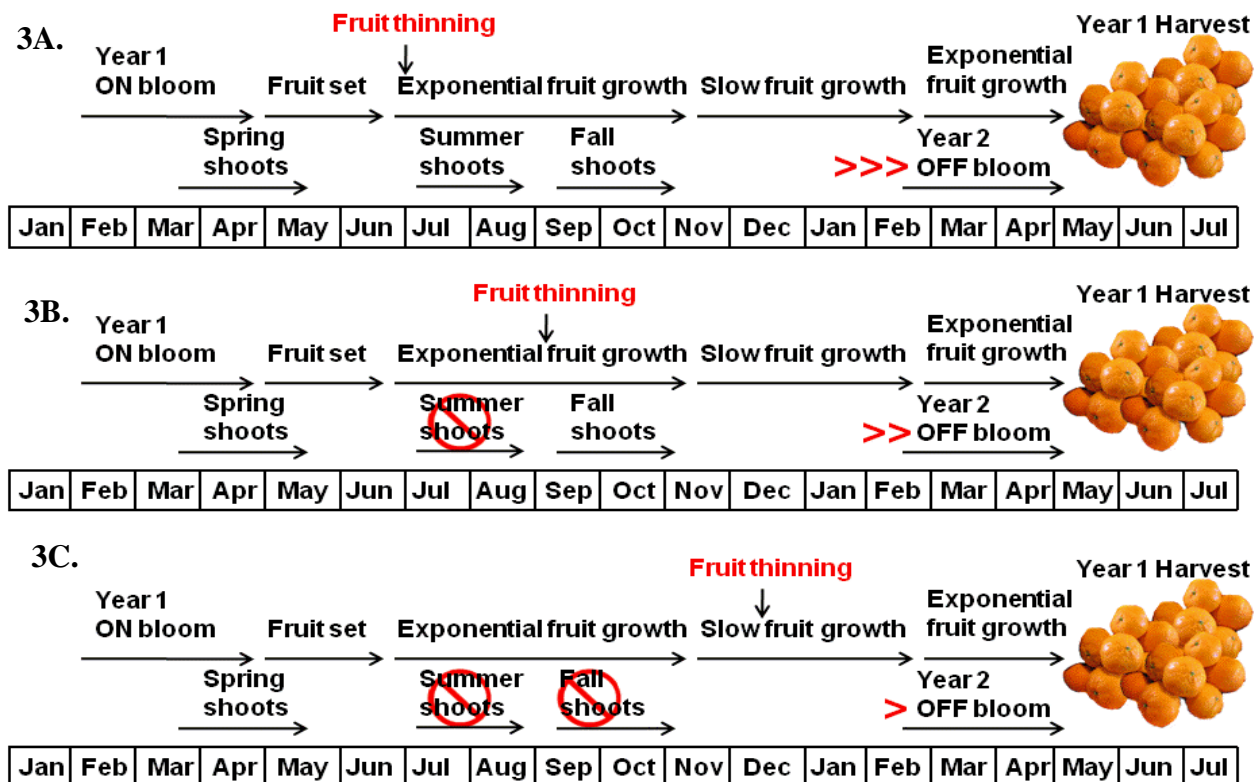 3A.
Fruit thinning
Year 1 Harvest
Year 1
ON bloom
Fruit set
Exponential fruit growth
Slow fruit growth
Exponential
fruit growth
Spring
shoots
Summer
shoots
Fall
shoots
>>>
Year 2
OFF bloom
Jan Feb Mar Apr May Jun Jul Aug Sep Oct Nov Dec Jan Feb Mar Apr May Jun Jul
3B.
Fruit thinning
Year 1 Harvest
Year 1
ON bloom
Fruit set
Exponential fruit growth
Slow fruit growth
Exponential
fruit growth
Spring
shoots
Summer
shoots
Fall
shoots
>>
Year 2
OFF bloom
Jan Feb Mar Apr May Jun Jul Aug Sep Oct Nov Dec Jan Feb Mar Apr May Jun Jul
3C.
Fruit thinning
Year 1 Harvest
Year 1
ON bloom
Fruit set
Exponential fruit growth
Slow fruit growth
Exponential
fruit growth
Spring
shoots
Summer
shoots
Fall
shoots
>
Year 2
OFF bloom
Jan Feb Mar Apr May Jun Jul Aug Sep Oct Nov Dec Jan Feb Mar Apr May Jun Jul